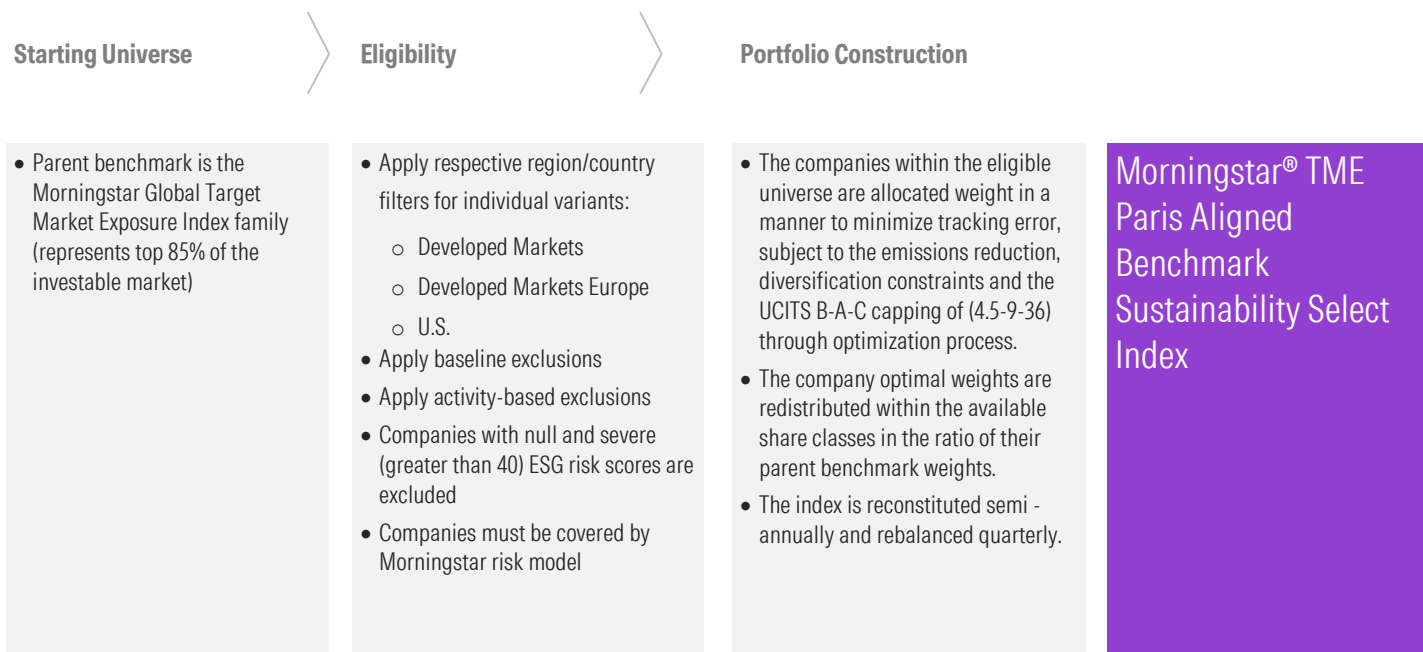 Starting Universe
Eligibility
Portfolio Construction
• Parent benchmark is the
Morningstar Global Target
Market Exposure Index family
(represents top 85% of the
investable market)
• Apply respective region/country
filters for individual variants:
o Developed Markets
o Developed Markets Europe
o U.S.
• Apply baseline exclusions
• Apply activity-based exclusions
• Companies with null and severe
(greater than 40) ESG risk scores are
excluded
• Companies must be covered by
Morningstar risk model
• The companies within the eligible
universe are allocated weight in a
manner to minimize tracking error,
subject to the emissions reduction,
diversification constraints and the
UCITS B-A-C capping of (4.5-9-36)
through optimization process.
• The company optimal weights are
redistributed within the available
share classes in the ratio of their
parent benchmark weights.
• The index is reconstituted semi -
annually and rebalanced quarterly.
Morningstar® TME
Paris Aligned
Benchmark
Sustainability Select
Index